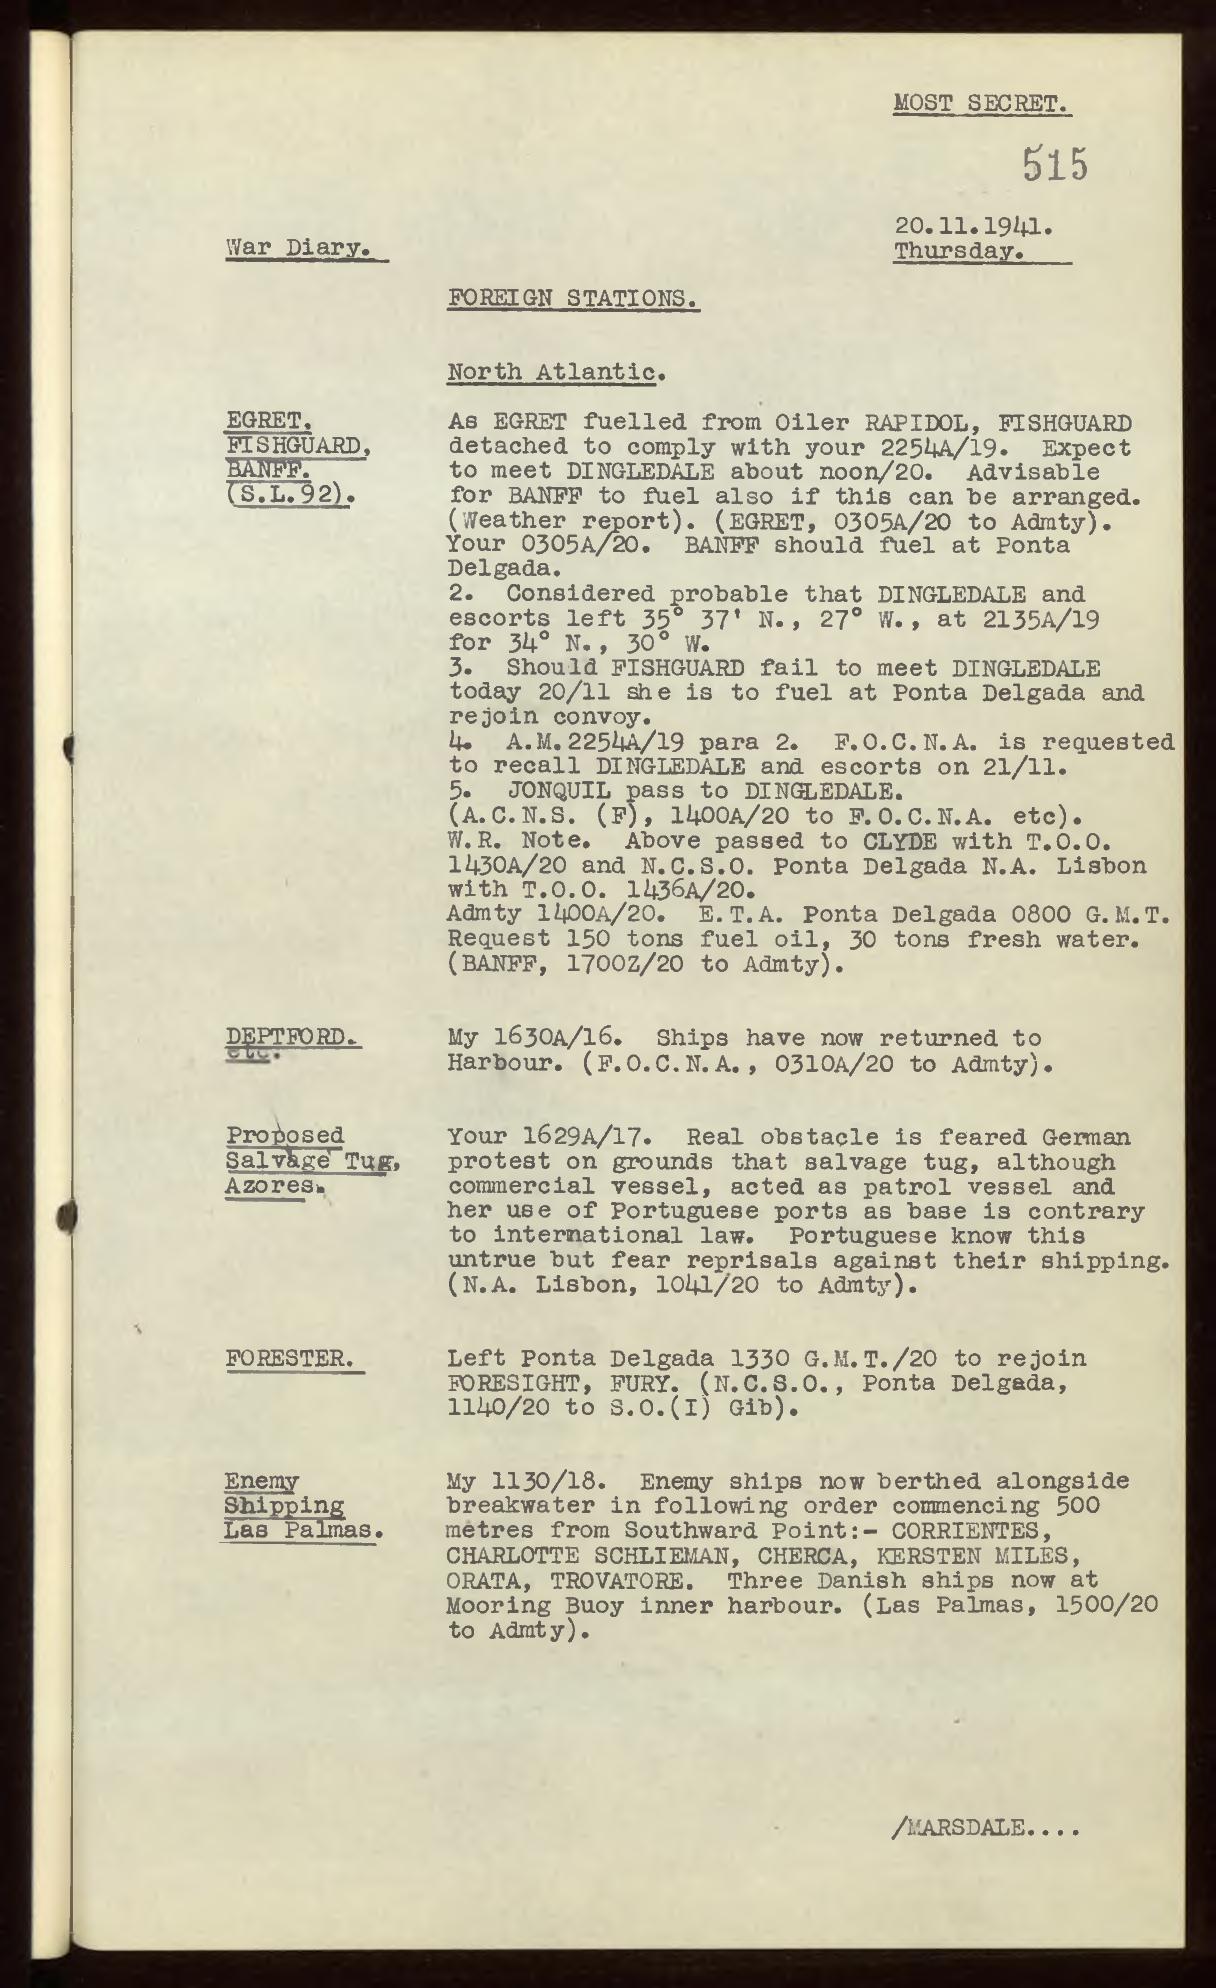 MOST SECRET.
515
20.11.1941.
War Diary.
Thursday.
FOREIGN STATIONS.
North Atlantic.
EGRET,
FISHGUARD,
BANFF.
(S.L.92).
As EGRET fuelled from Oiler RAPIDOL, FISHGUARD
detached to comply with your 2254A/19. Expect
to meet DINGLEDALE about noon/20. Advisable
for BANFF to fuel also if this can be arranged.
(Weather report). (EGRET, 0305A/20 to Admty).
Your 0305A/20. BANFF should fuel at Ponta
Delgada.
2. Considered probable that DINGLEDALE and
escorts left 35° 37' N., 27° W., at 2135A/19
for 34° N., 30° W.
3. Should FISHGUARD fail to meet DINGLEDALE
today 20/11 she is to fuel at Ponta Delgada and
rejoin convoy.
4. A.M.2254A/19 para 2. F.O.C.N.A. is requested
to recall DINGLEDALE and escorts on 21/11.
5. JONQUIL pass to DINGLEDALE.
(A.C.N.S. (F), 1400A/20 to F.O.C.N.A. etc).
W.R. Note. Above passed to CLYDE with T.O.O.
1430A/20 and N.C.S.O. Ponta Delgada N.A. Lisbon
with T.O.O. 1436A/20.
Admty 1400A/20. E.T.A. Ponta Delgada 0800 G.M.T.
Request 150 tons fuel oil, 30 tons fresh water.
(BANFF, 1700Z/20 to Admty).
DEPTFORD.
etc.
My 1630A/16. Ships have now returned to
Harbour. (F.O.C.N.A., 0310A/20 to Admty).
Proposed
Salvage Tug,
Azores.
Your 1629A/17. Real obstacle is feared German
protest on grounds that salvage tug, although
commercial vessel, acted as patrol vessel and
her use of Portuguese ports as base is contrary
to international law. Portuguese know this
untrue but fear reprisals against their shipping.
(N.A. Lisbon, 1041/20 to Admty).
FORESTER.
Left Ponta Delgada 1330 G.M.T./20 to rejoin
FORESIGHT, FURY. (N.C.S.O., Ponta Delgada,
1140/20 to S.O.(I) Gib).
Enemy
Shipping
Las Palmas.
My 1130/18. Enemy ships now berthed alongside
breakwater in following order commencing 500
metres from Southward Point:- CORRIENTES,
CHARLOTTE SCHLIEMAN, CHERCA, KERSTEN MILES,
ORATA, TROVATORE. Three Danish ships now at
Mooring Buoy inner harbour. (Las Palmas, 1500/20
to Admty).
/MARSDALE....